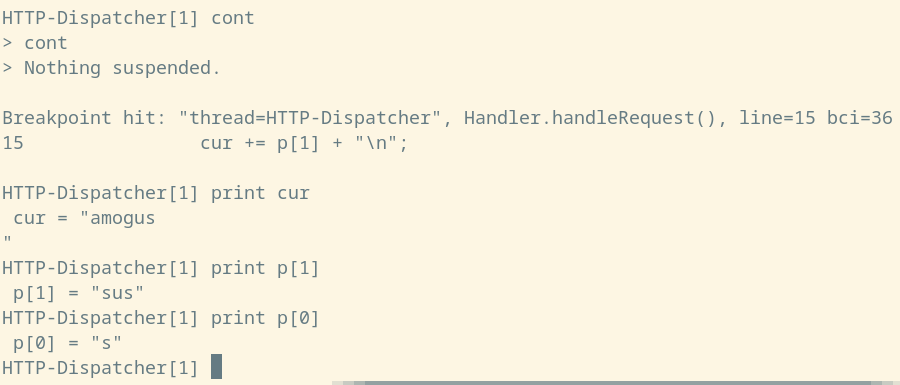 HTTP-Dispatcher[1] cont
> cont
> Nothing suspended.
Breakpoint hit: "thread=HTTP-Dispatcher", Handler.handleRequest(), line=15 bci=36
15                cur += p[1] + "\n";
HTTP-Dispatcher[1] print cur
 cur = "amogus
"
HTTP-Dispatcher[1] print p[1]
 p[1] = "sus"
HTTP-Dispatcher[1] print p[0]
 p[0] = "s"
HTTP-Dispatcher[1]